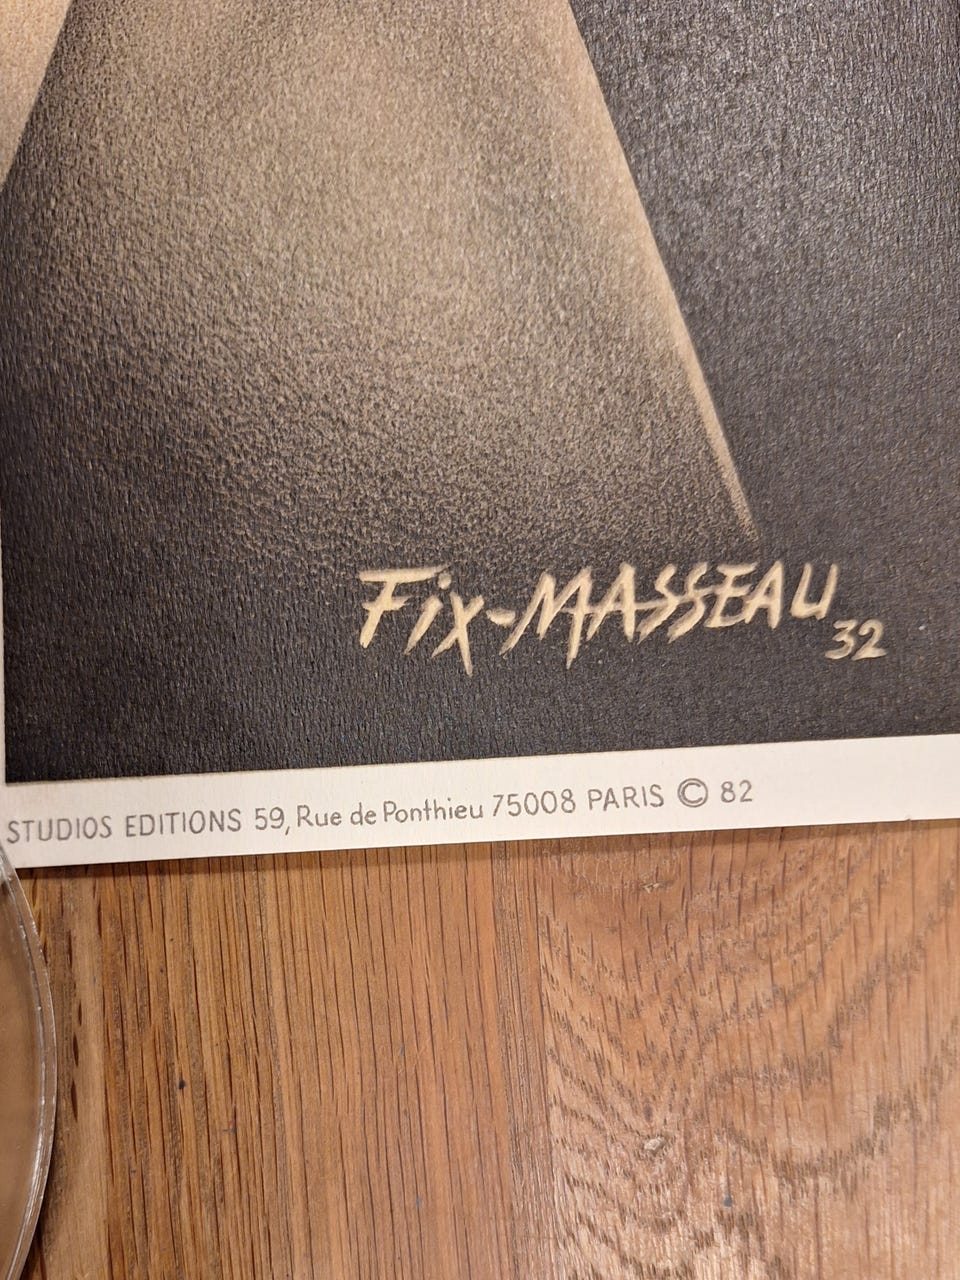 Fix-MASSEAU
32
STUDIOS EDITIONS 59, Rue de Ponthieu 75008 PARIS © 82